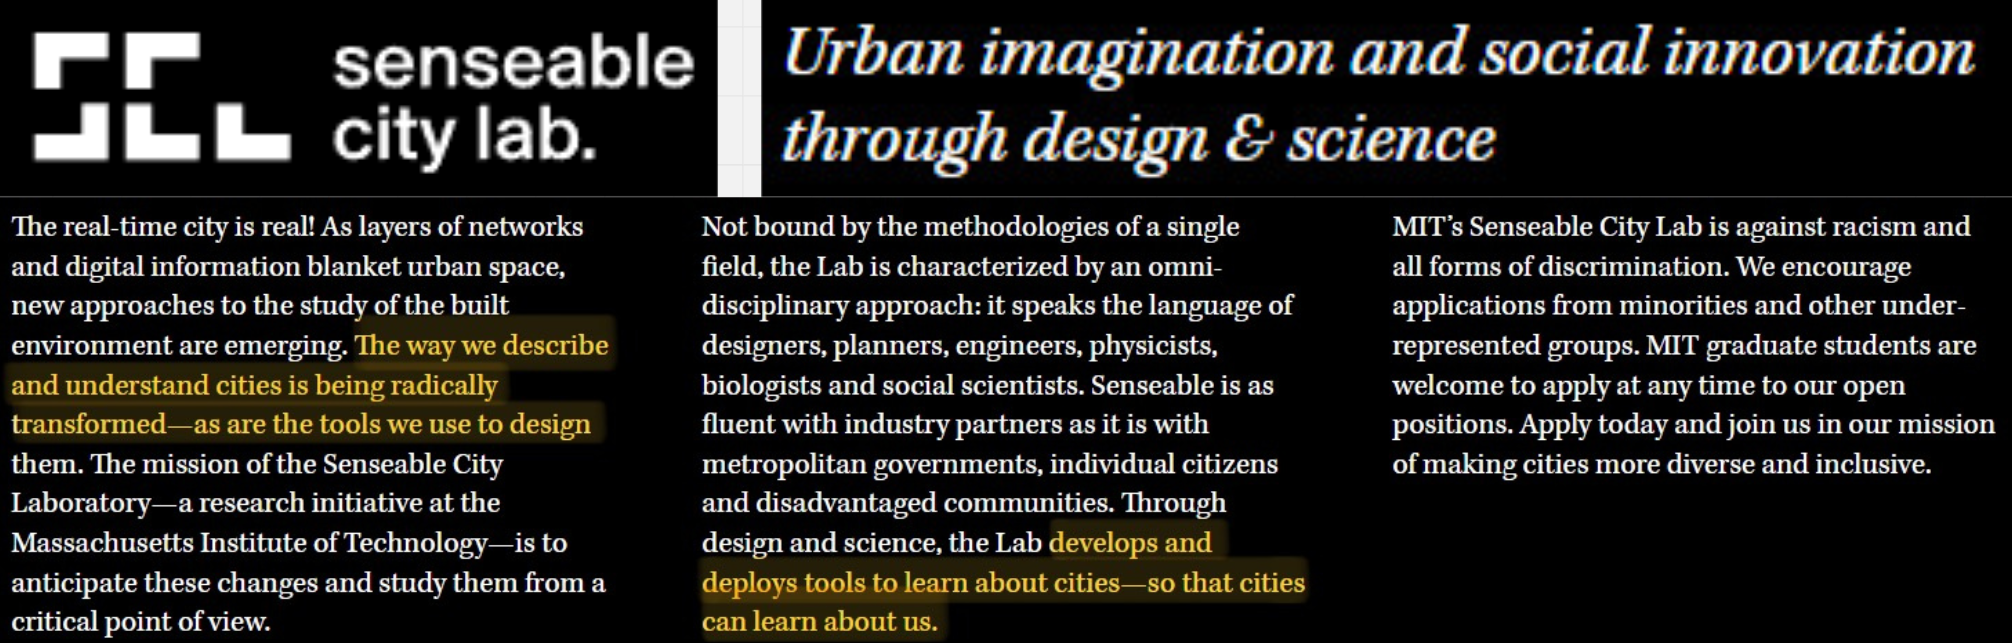 senseable
city lab.
Urban imagination and social innovation
through design & science
The real-time city is real! As layers of networks
and digital information blanket urban space,
new approaches to the study of the built
environment are emerging. The way we describe
and understand cities is being radically
transformed—as are the tools we use to design
them. The mission of the Senseable City
Laboratory—a research initiative at the
Massachusetts Institute of Technology—is to
anticipate these changes and study them from a
critical point of view.
Not bound by the methodologies of a single
field, the Lab is characterized by an omni-
disciplinary approach: it speaks the language of
designers, planners, engineers, physicists,
biologists and social scientists. Senseable is as
fluent with industry partners as it is with
metropolitan governments, individual citizens
and disadvantaged communities. Through
design and science, the Lab develops and
deploys tools to learn about cities—so that cities
can learn about us.
MIT’s Senseable City Lab is against racism and
all forms of discrimination. We encourage
applications from minorities and other under-
represented groups. MIT graduate students are
welcome to apply at any time to our open
positions. Apply today and join us in our mission
of making cities more diverse and inclusive.